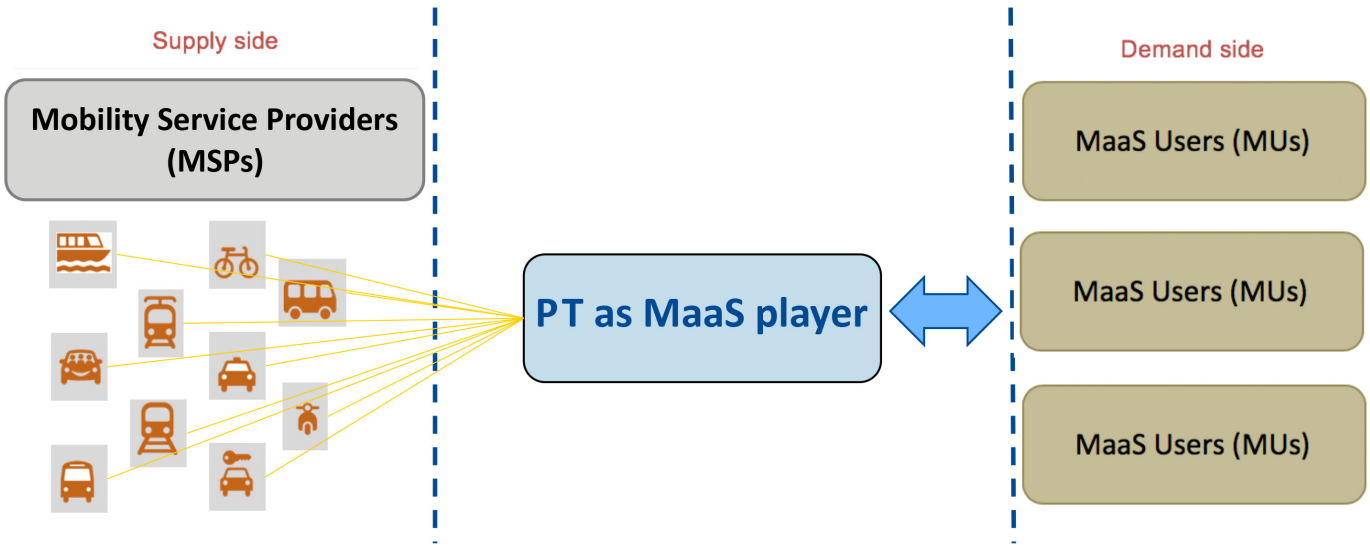 Supply side
Mobility Service Providers
(MSPs)
PT as MaaS player
Demand side
MaaS Users (MUs)
MaaS Users (MUs)
MaaS Users (MUs)